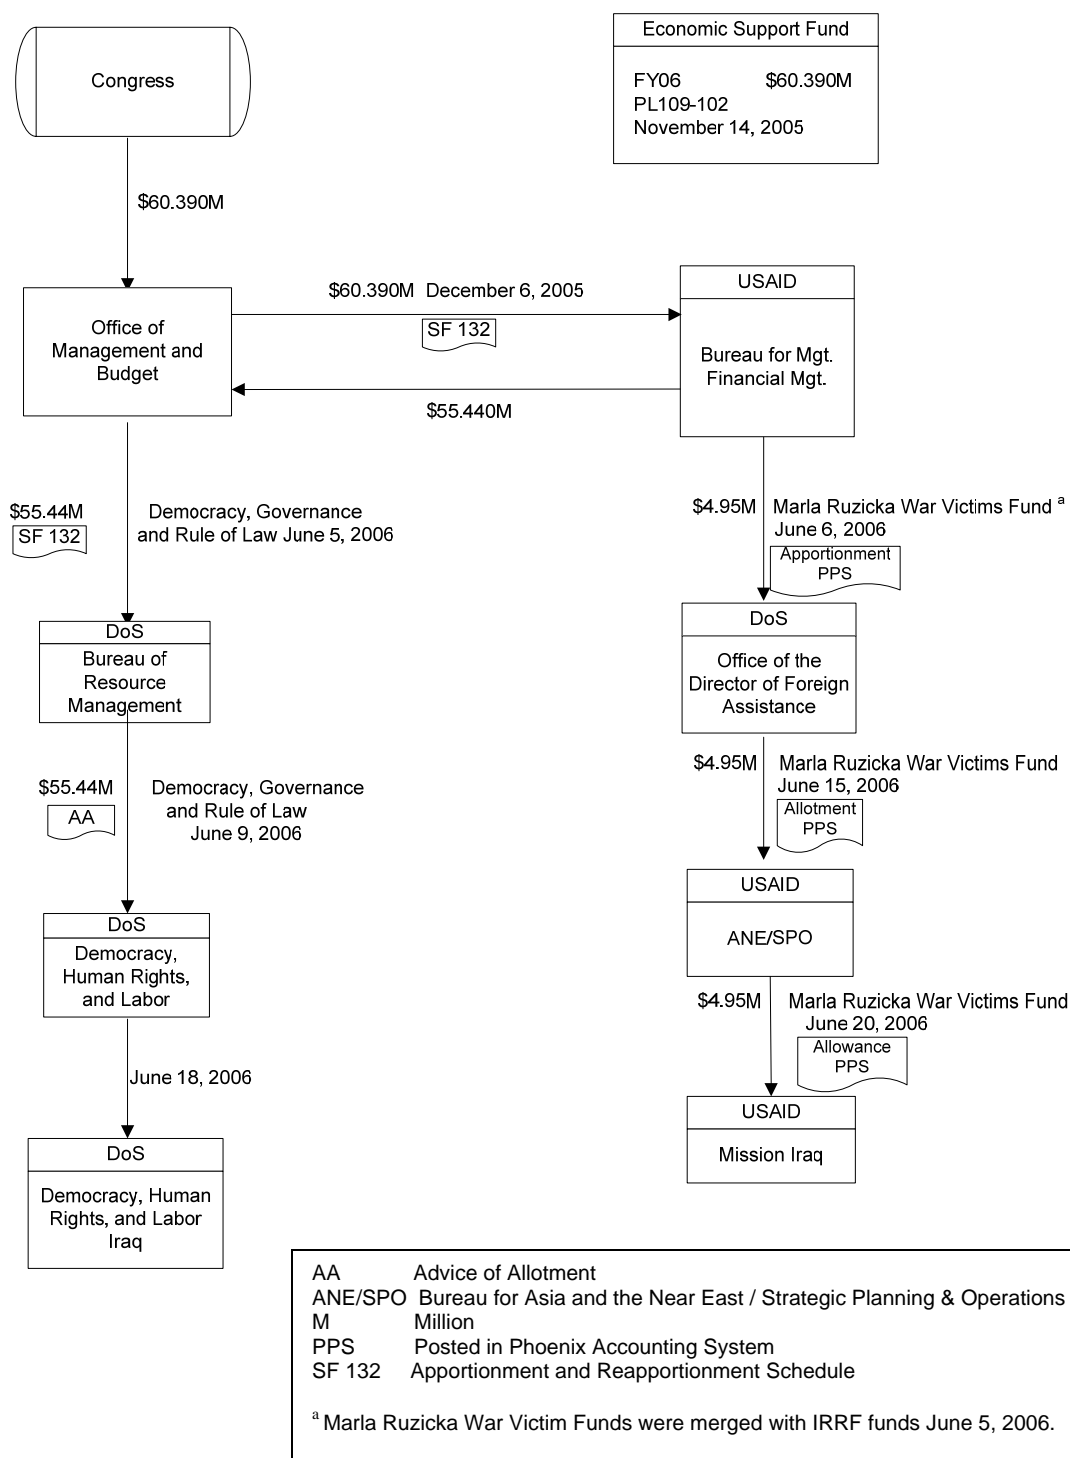 Congress
Economic Support Fund
FY06 $60.390M
PL109-102
November 14, 2005
$60.390M
Office of
Management and
Budget
$60.390M December 6, 2005
SF 132
$55.440M
USAID
Bureau for Mgt.
Financial Mgt.
$55.44M
SF 132
Democracy, Governance
and Rule of Law June 5, 2006
$4.95M Marla Ruzicka War Victims Fund a
June 6, 2006
Apportionment
PPS
DoS
Bureau of
Resource
Management
DoS
Office of the
Director of Foreign
Assistance
$55.44M
AA
Democracy, Governance
and Rule of Law
June 9, 2006
$4.95M Marla Ruzicka War Victims Fund
June 15, 2006
Allotment
PPS
DoS
Democracy,
Human Rights,
and Labor
USAID
ANE/SPO
June 18, 2006
$4.95M Marla Ruzicka War Victims Fund
June 20, 2006
Allowance
PPS
DoS
Democracy, Human
Rights, and Labor
Iraq
USAID
Mission Iraq
AA Advice of Allotment
ANE/SPO Bureau for Asia and the Near East / Strategic Planning & Operations
M Million
PPS Posted in Phoenix Accounting System
SF 132 Apportionment and Reapportionment Schedule
a Marla Ruzicka War Victim Funds were merged with IRRF funds June 5, 2006.